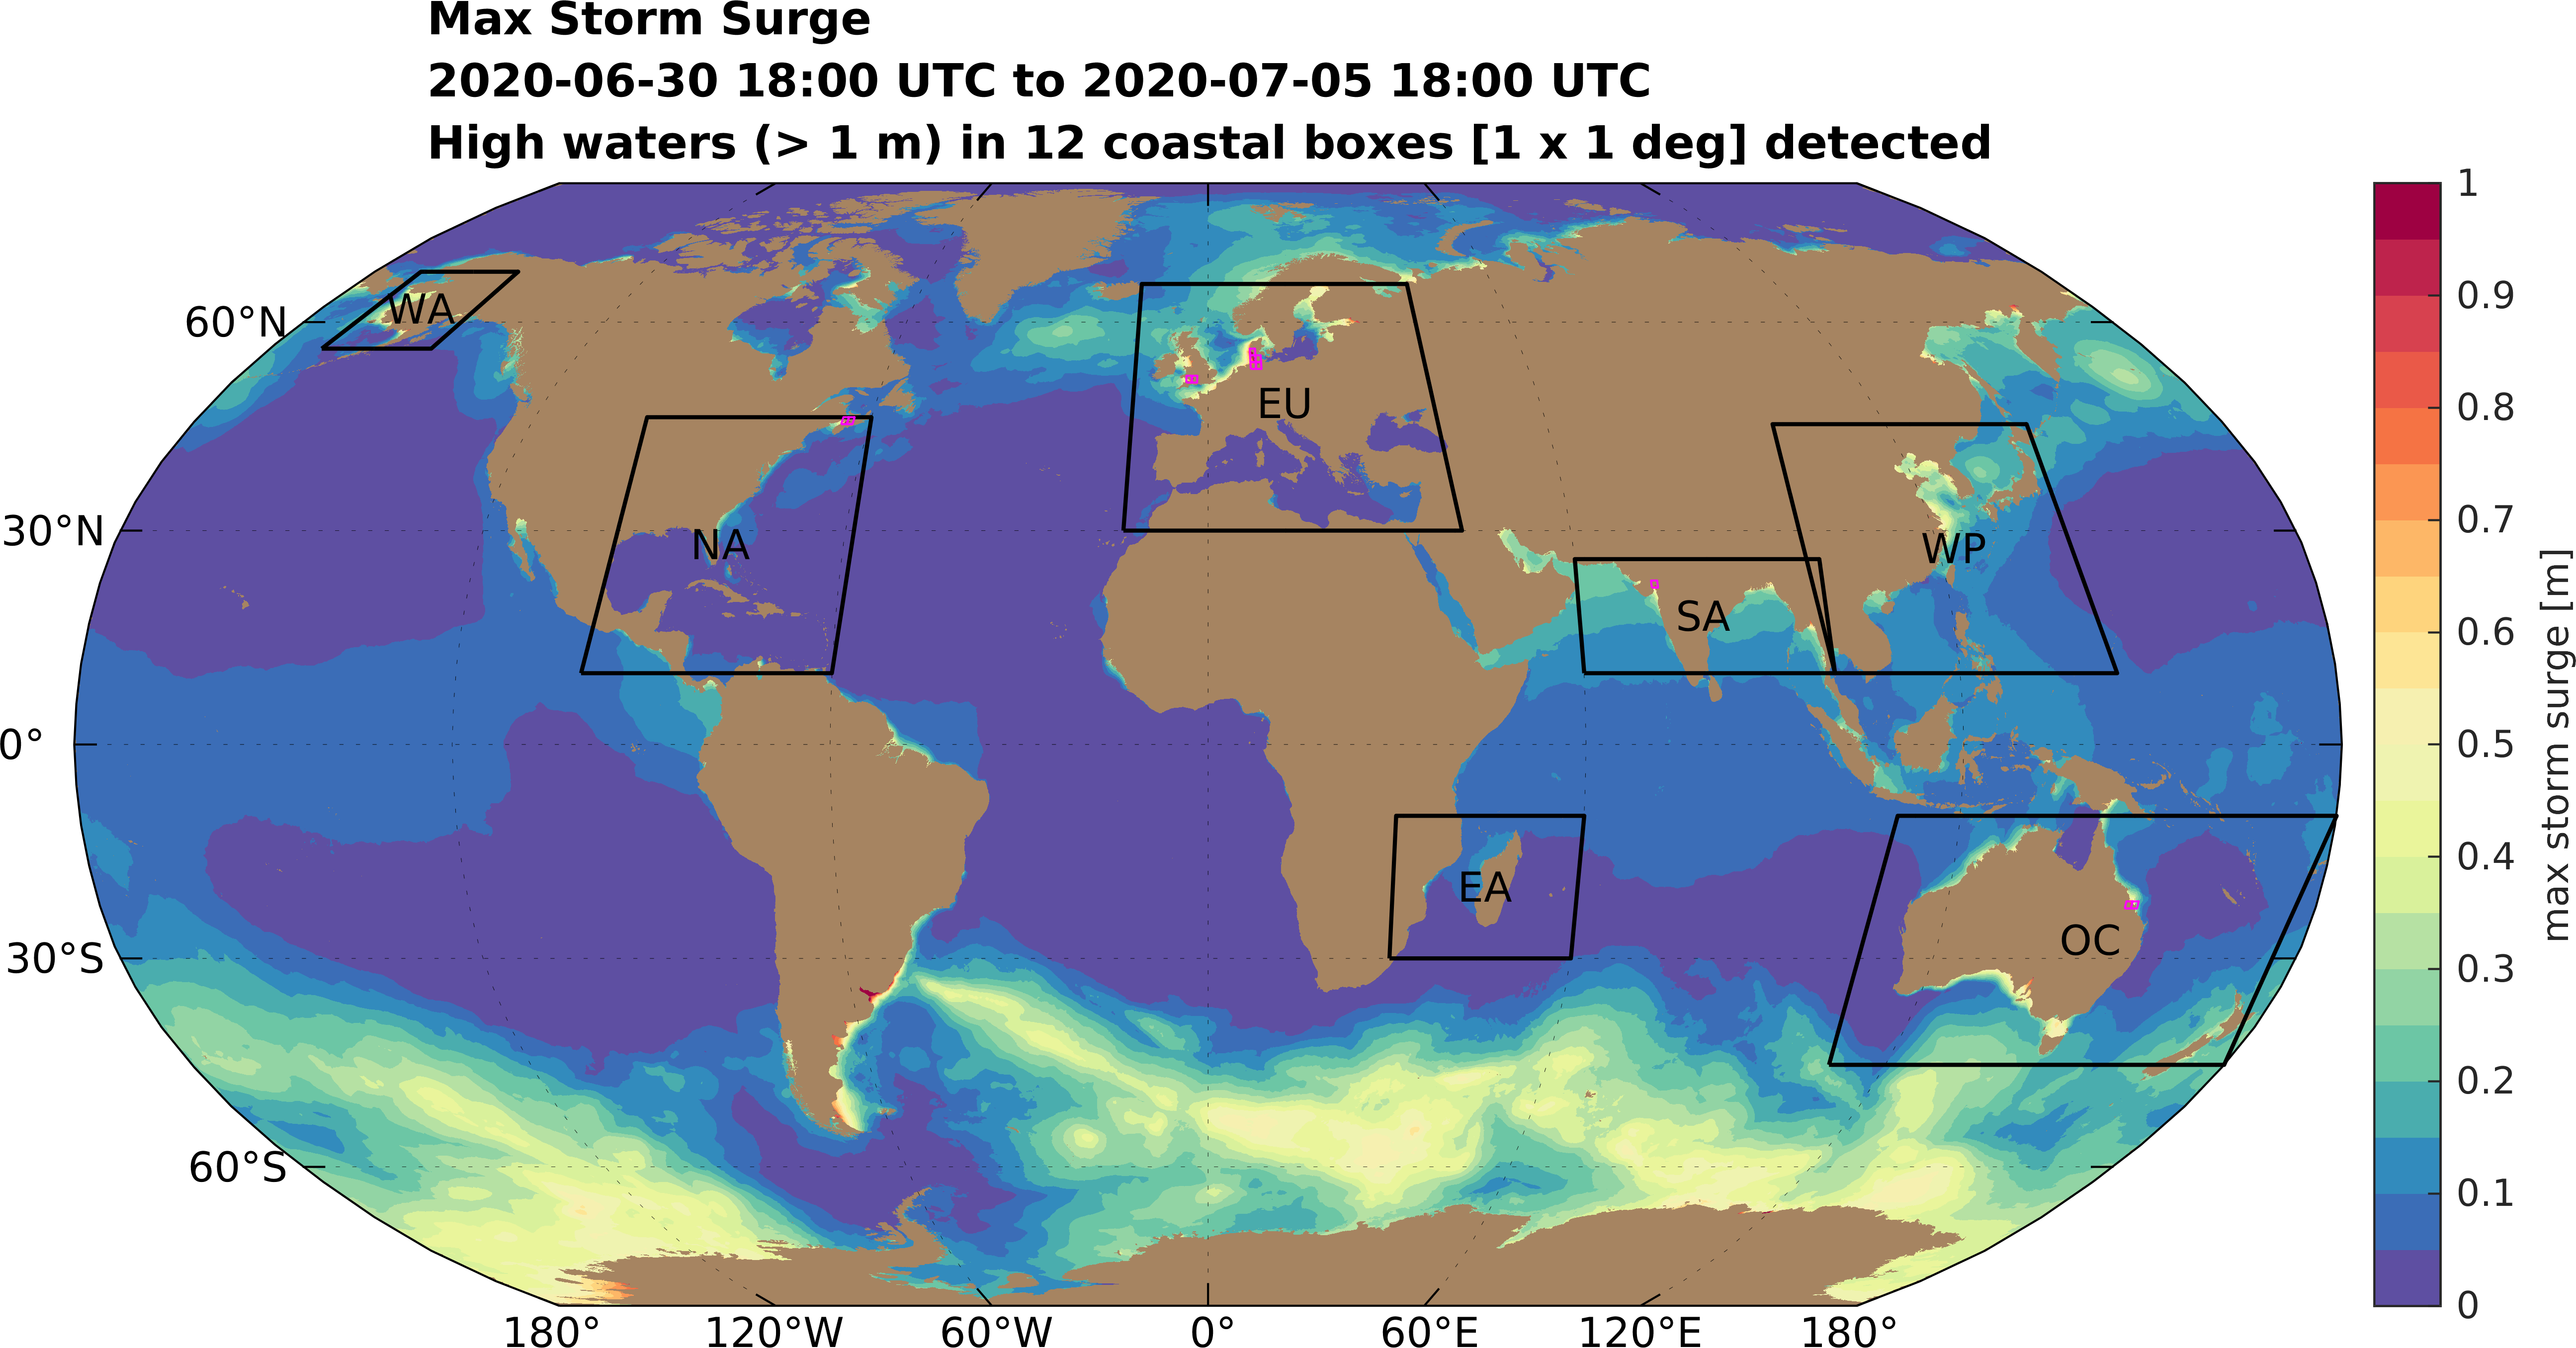 Max Storm Surge
2020-06-30 18:00 UTC to 2020-07-05 18:00 UTC
High waters (> 1 m) in 12 coastal boxes [1 x 1 deg] detected
60°N
30°N
0°
30°S
60°S
180°
120°W
60°W
0°
60°E
120°E
180°
WA
NA
EU
SA
WP
EA
OC
1
0.9
0.8
0.7
0.6
0.5
0.4
0.3
0.2
0.1
0
max storm surge [m]